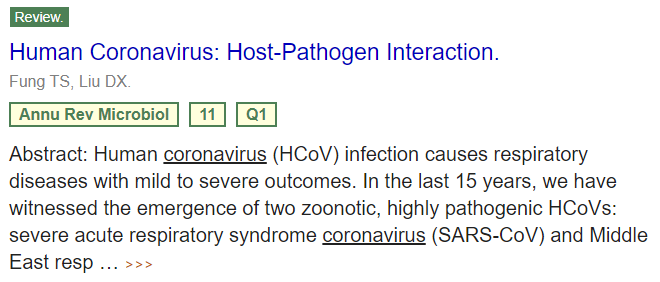 Review.
Human Coronavirus: Host-Pathogen Interaction.
Fung TS, Liu DX.
Annu Rev Microbiol 11 Q1
Abstract: Human coronavirus (HCoV) infection causes respiratory
diseases with mild to severe outcomes. In the last 15 years, we have
witnessed the emergence of two zoonotic, highly pathogenic HCoVs:
severe acute respiratory syndrome coronavirus (SARS-CoV) and Middle
East resp … >>>